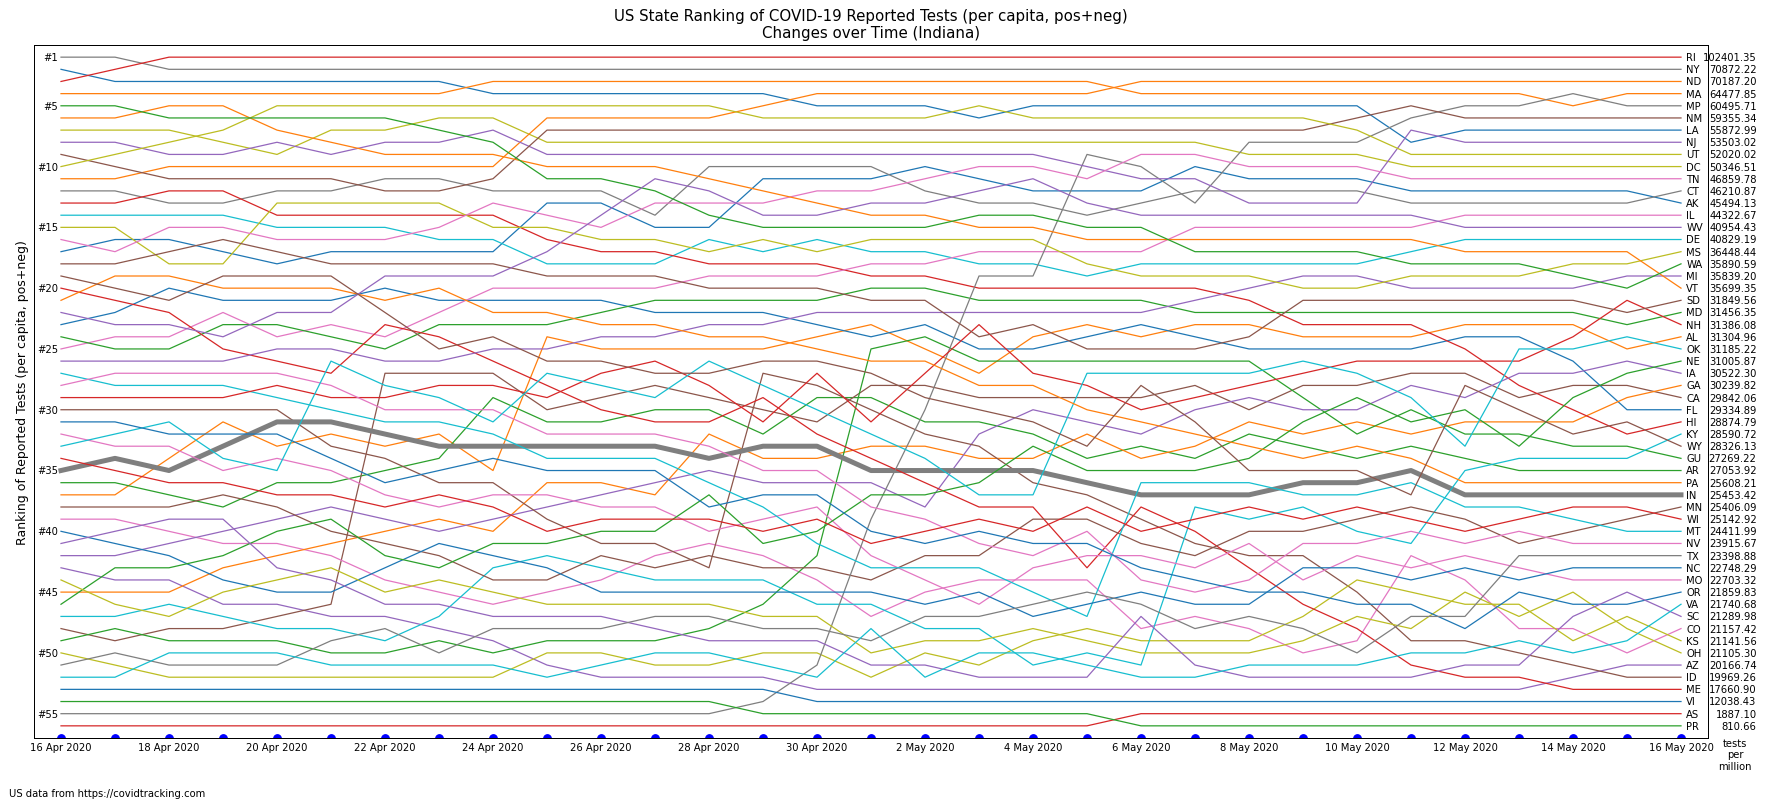 US State Ranking of COVID-19 Reported Tests (per capita, pos+neg)
Changes over Time (Indiana)
Ranking of Reported Tests (per capita, pos+neg)
#1
#5
#10
#15
#20
#25
#30
#35
#40
#45
#50
#55
RI 102401.35
NY 70872.22
ND 70187.20
MA 64477.85
MP 60495.71
NM 59355.34
LA 55872.99
NJ 53503.02
UT 52020.02
DC 50346.51
TN 46859.78
CT 46210.87
AK 45494.13
IL 44322.67
WV 40954.43
DE 40829.19
MS 36448.44
WA 35890.59
MI 35839.20
VT 35699.35
SD 31849.56
MD 31456.35
NH 31386.08
AL 31304.96
OK 31185.22
NE 31005.87
IA 30522.30
GA 30239.82
CA 29842.06
FL 29334.89
HI 28874.79
KY 28590.72
WY 28326.13
GU 27269.22
AR 27053.92
PA 25608.21
IN 25453.42
MN 25406.09
WI 25142.92
MT 24411.99
NV 23915.67
TX 23398.88
NC 22748.29
MO 22703.32
OR 21859.83
VA 21740.68
SC 21289.98
CO 21157.42
KS 21141.56
OH 21105.30
AZ 20166.74
ID 19969.26
ME 17660.90
VI 12038.43
AS 1887.10
PR 810.66
16 Apr 2020 18 Apr 2020 20 Apr 2020 22 Apr 2020 24 Apr 2020 26 Apr 2020 28 Apr 2020 30 Apr 2020 2 May 2020 4 May 2020 6 May 2020 8 May 2020 10 May 2020 12 May 2020 14 May 2020 16 May 2020
tests
per
million
US data from https://covidtracking.com